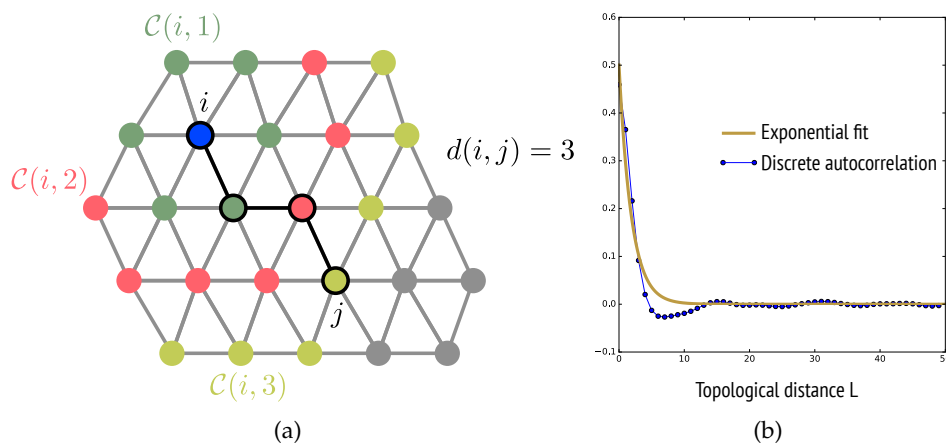 C(i, 1)
i
C(i, 2)
d(i, j) = 3
j
C(i, 3)
(a)
0.6
0.5
0.4
0.3
0.2
0.1
0.0
−0.1
Exponential fit
Discrete autocorrelation
0 10 20 30 40 5
Topological distance L
(b)